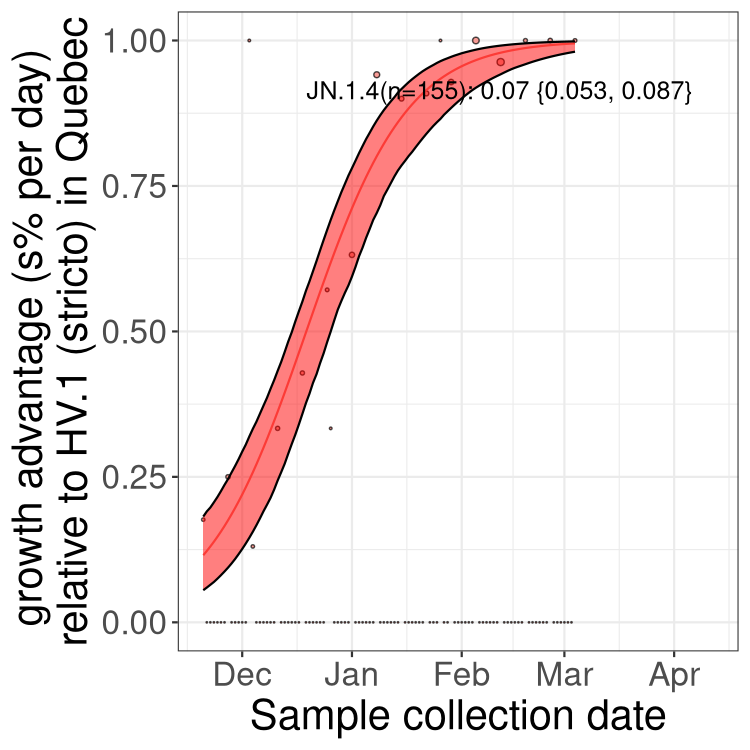 growth advantage (s% per day)
relative to HV.1 (stricto) in Quebec
1.00
0.75
0.50
0.25
0.00
JN.1.4(n=155): 0.07 {0.053, 0.087}
Dec Jan Feb Mar Apr
Sample collection date